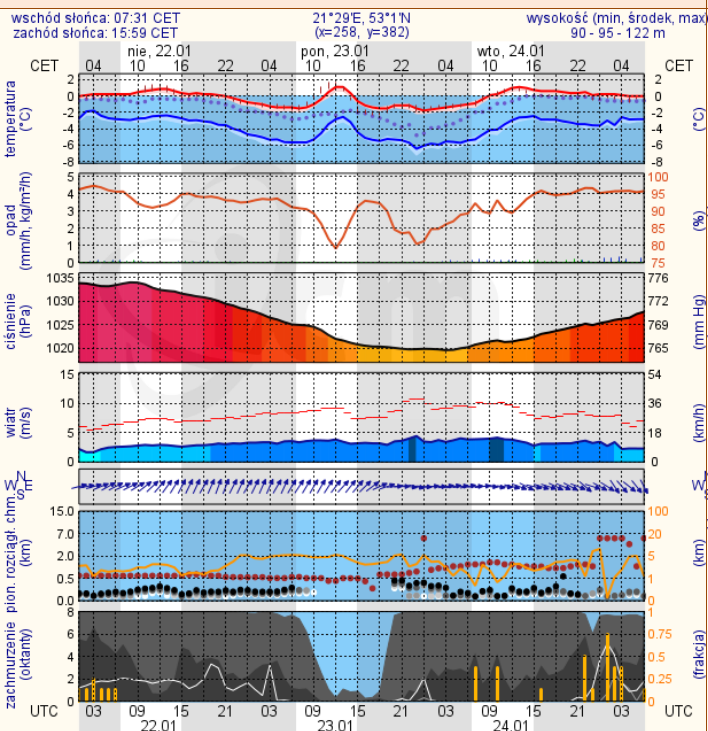 wschód słońca: 07:31 CET 21°29'E, 53°1'N wysokość (min, środek, max)
zachód słońca: 15:59 CET (x=258, y=382) 90 - 95 - 122 m
nie, 22.01 pon, 23.01 wto, 24.01
CET 04 10 16 22 04 10 16 22 04 10 16 22 04 CET
temperatura (°C)
2 2
0 0
-2 -2
-4 -4
-6 -6
-8 -8
(°C)
opad (mm/h, kg/m²/h)
5 100
4 95
90
3 85
2
1 80
0 75
(%)
ciśnienie (hPa)
1035 776
1030 772
1025 769
1020 765
(mm Hg)
wiatr (m/s)
15 54
10 36
5 18
0 0
(km/h)
N
W E
S
W
pion. rozciągł. chm. (km)
15.0 100
7.0 20
2.0 5
0.5 1
0.0 0
(km)
zachmurzenie (oktanty)
8 1
6 0.75
4 0.5
2 0.25
0 0
(frakcja)
UTC 03 09 15 21 03 09 15 21 03 09 15 21 03 UTC
22.01 23.01 24.01